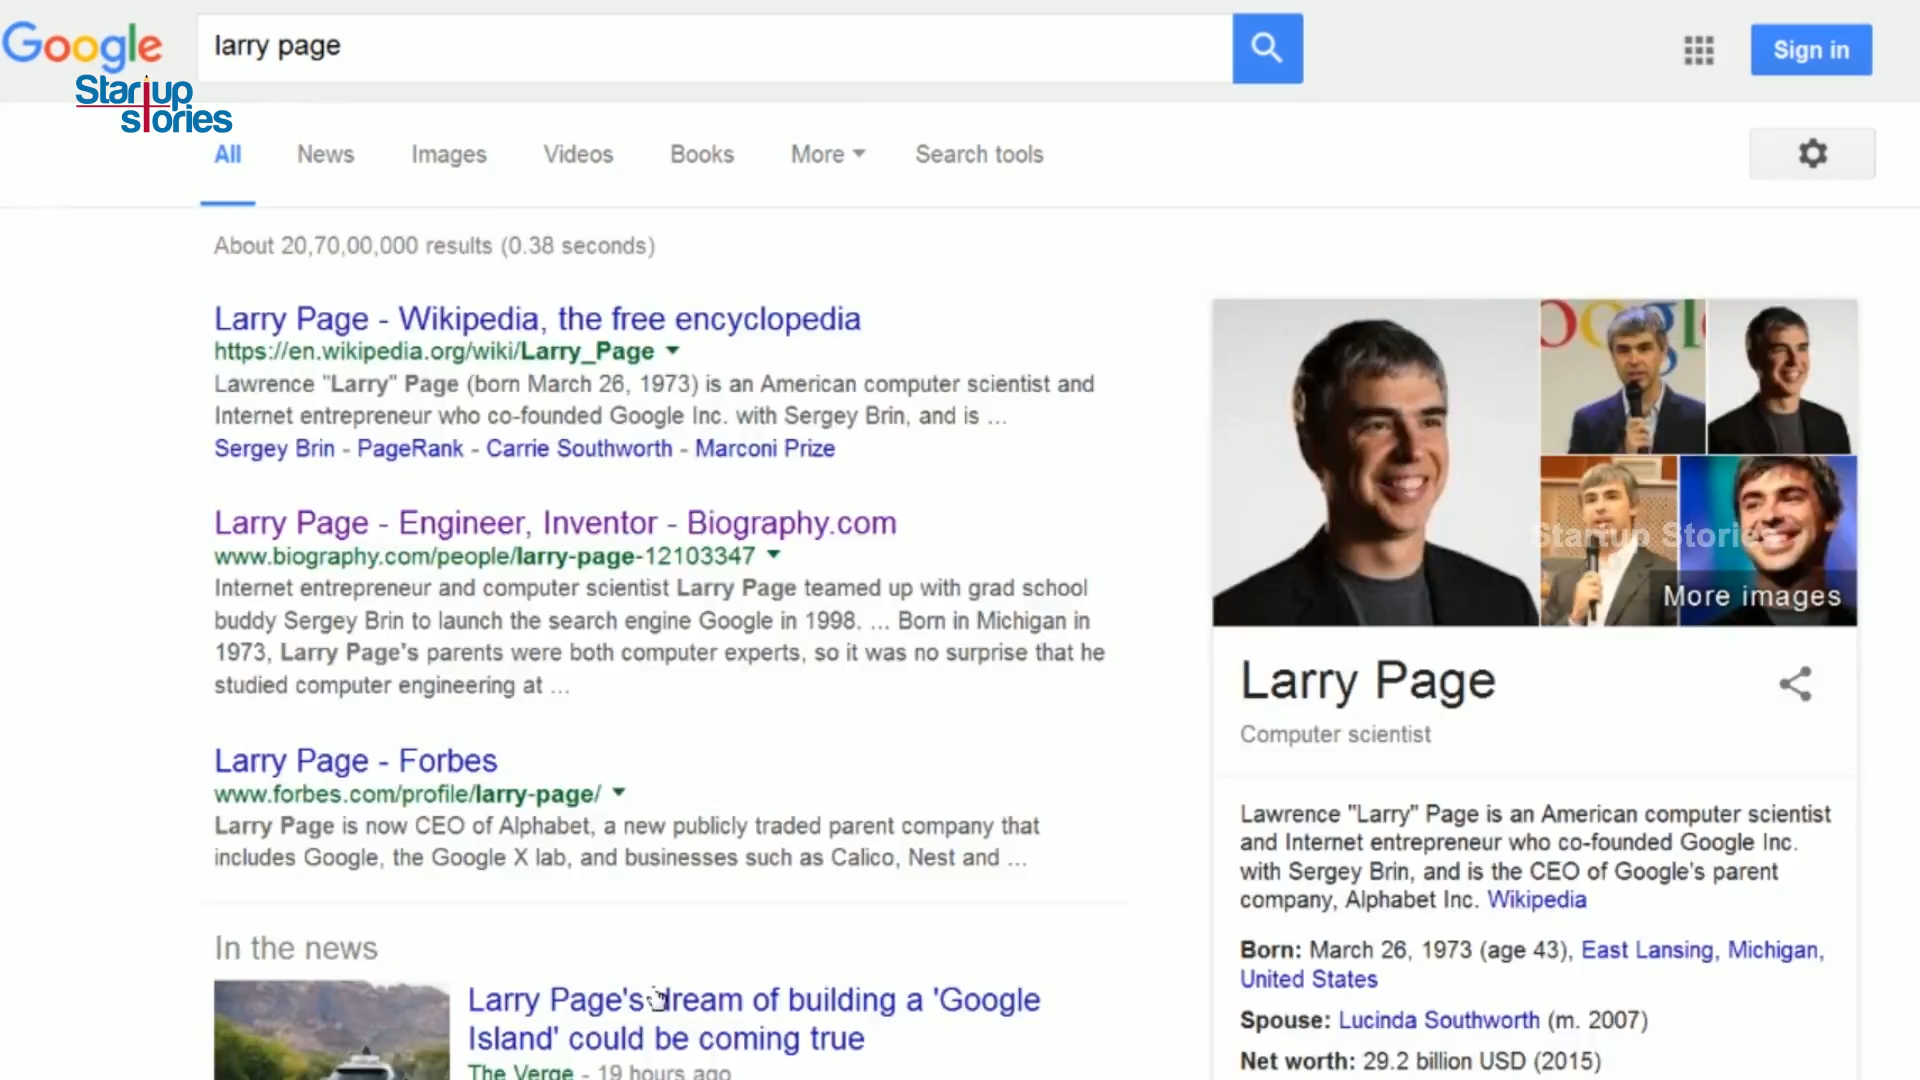 Google
larry page
Sign in
Startup
stories
All
News
Images
Videos
Books
More
Search tools
About 20,70,00,000 results (0.38 seconds)
Larry Page - Wikipedia, the free encyclopedia
https://en.wikipedia.org/wiki/Larry_Page
Lawrence "Larry" Page (born March 26, 1973) is an American computer scientist and
Internet entrepreneur who co-founded Google Inc. with Sergey Brin, and is ...
Sergey Brin - PageRank - Carrie Southworth - Marconi Prize
Larry Page - Engineer, Inventor - Biography.com
www.biography.com/people/larry-page-12103347
Internet entrepreneur and computer scientist Larry Page teamed up with grad school
buddy Sergey Brin to launch the search engine Google in 1998. ... Born in Michigan in
1973, Larry Page's parents were both computer experts, so it was no surprise that he
studied computer engineering at ...
Larry Page - Forbes
www.forbes.com/profile/larry-page/
Larry Page is now CEO of Alphabet, a new publicly traded parent company that
includes Google, the Google X lab, and businesses such as Calico, Nest and ...
In the news
Larry Page's dream of building a 'Google
Island' could be coming true
The Verge - 19 hours ago
Startup Stories
More images
Larry Page
Computer scientist
Lawrence "Larry" Page is an American computer scientist
and Internet entrepreneur who co-founded Google Inc.
with Sergey Brin, and is the CEO of Google's parent
company, Alphabet Inc. Wikipedia
Born: March 26, 1973 (age 43), East Lansing, Michigan,
United States
Spouse: Lucinda Southworth (m. 2007)
Net worth: 29.2 billion USD (2015)